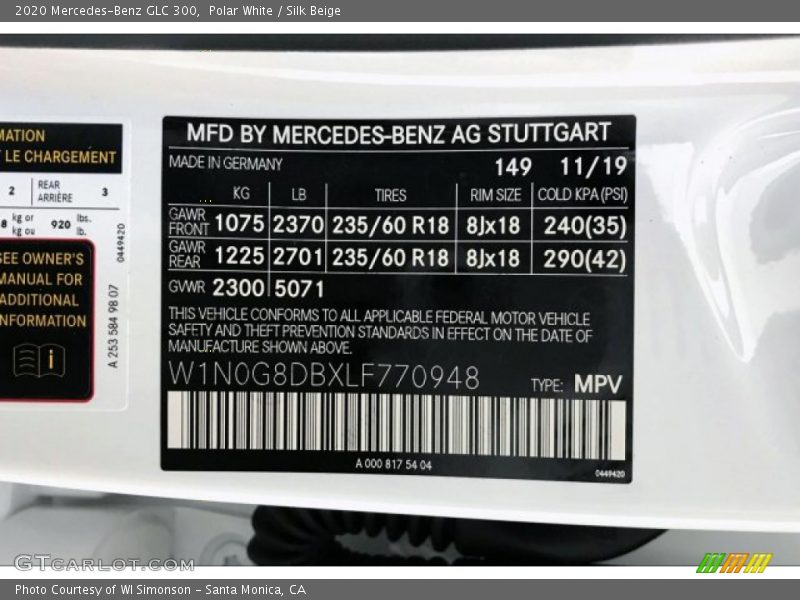 2020 Mercedes-Benz GLC 300,  Polar White / Silk Beige
MATION
T LE CHARGEMENT
2 REAR ARRIÈRE 3
kg or kg ou 920 lbs. lb.
SEE OWNER'S
MANUAL FOR
ADDITIONAL
INFORMATION
i
A 253 584 98 07
0449420
MFD BY MERCEDES-BENZ AG STUTTGART
MADE IN GERMANY 149 11/19
KG LB TIRES RIM SIZE COLD KPA(PSI)
GAWR FRONT 1075 2370 235/60 R18 8Jx18 240(35)
GAWR REAR 1225 2701 235/60 R18 8Jx18 290(42)
GVWR 2300 5071
THIS VEHICLE CONFORMS TO ALL APPLICABLE FEDERAL MOTOR VEHICLE
SAFETY AND THEFT PREVENTION STANDARDS IN EFFECT ON THE DATE OF
MANUFACTURE SHOWN ABOVE.
W1N0G8DBXLF770948 TYPE: MPV
A 000 817 54 04
0449420
GTCARLOT.COM
Photo Courtesy of WI Simonson - Santa Monica, CA